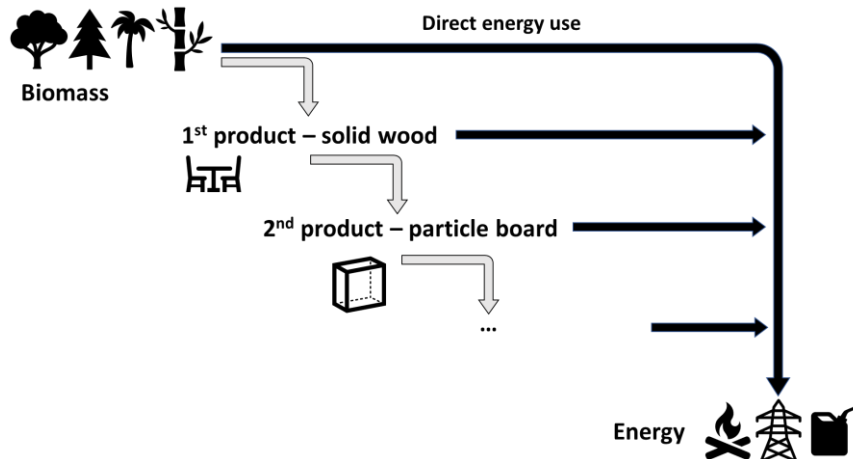 Direct energy use
Biomass
1st product – solid wood
2nd product – particle board
...
Energy